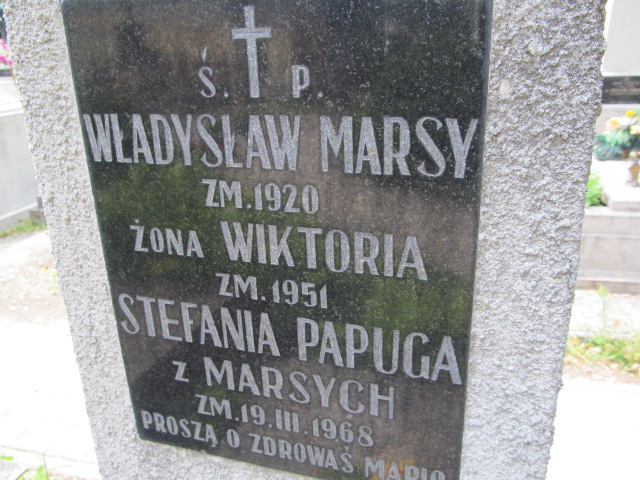 Ś. P.
WŁADYSŁAW MARSY
ZM. 1920
ŻONA WIKTORIA
ZM. 1951
STEFANIA PAPUGA
Z MARSYCH
ZM. 19.III.1968
PROSZĄ O ZDROWAŚ MARIO